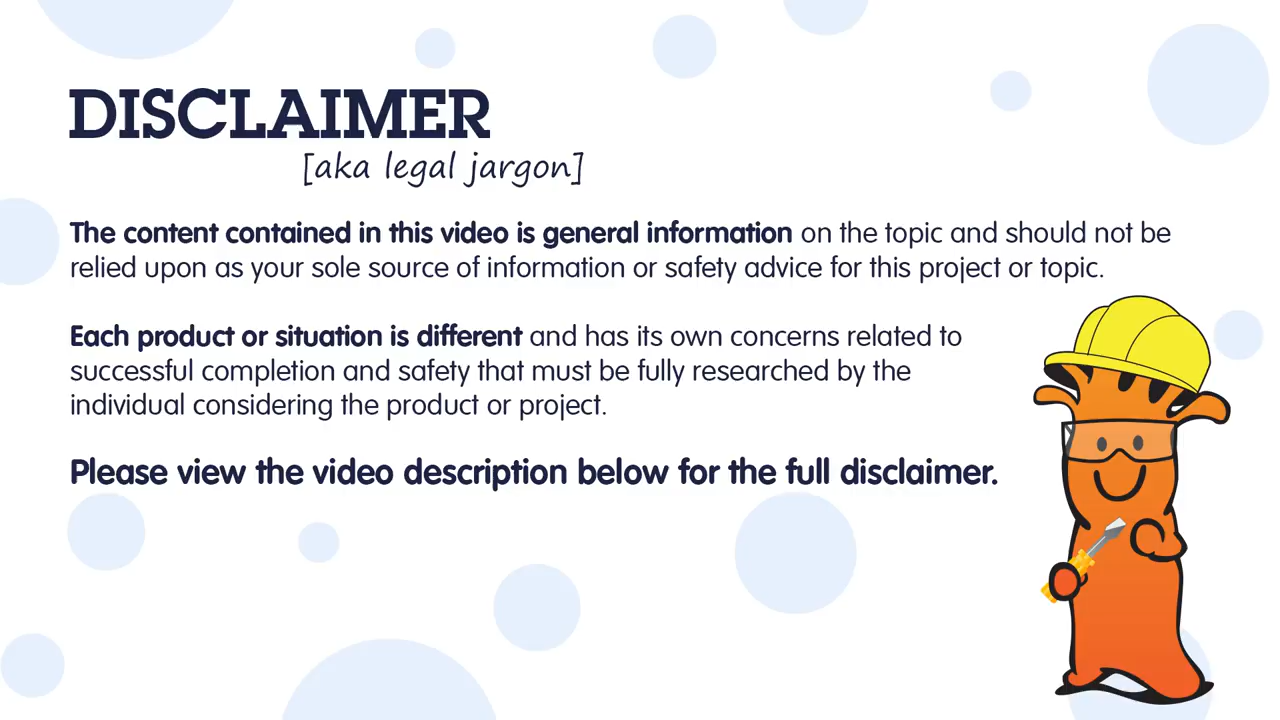 DISCLAIMER
[aka legal jargon]
The content contained in this video is general information on the topic and should not be
relied upon as your sole source of information or safety advice for this project or topic.
Each product or situation is different and has its own concerns related to
successful completion and safety that must be fully researched by the
individual considering the product or project.
Please view the video description below for the full disclaimer.